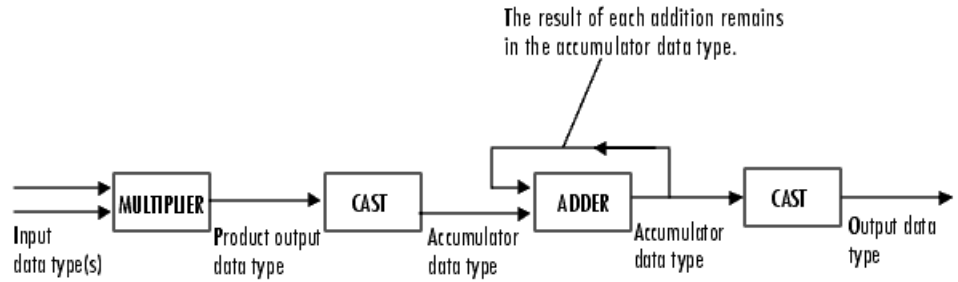 The result of each addition remains
in the accumulator data type.
MULTIPLIER
CAST
ADDER
CAST
Input
data type(s)
Product output
data type
Accumulator
data type
Accumulator
data type
Output data
type